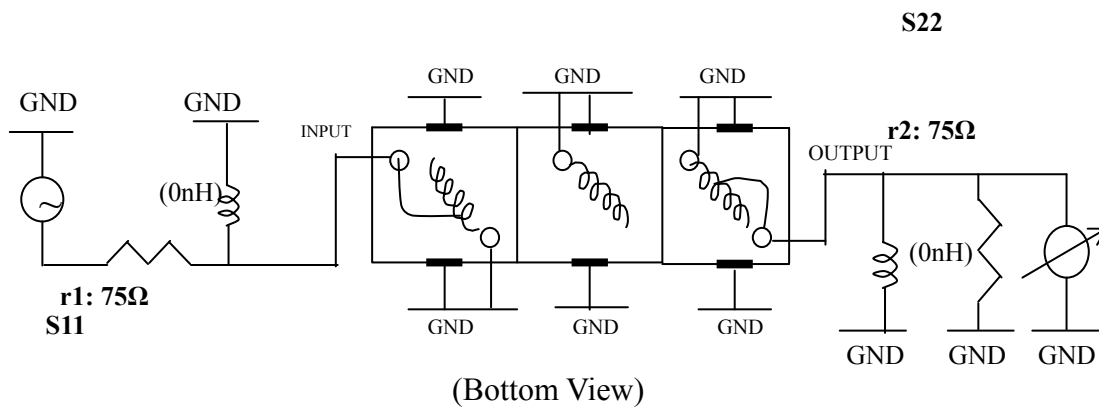 S22
GND
GND
GND
GND
GND
INPUT
r2: 75Ω
OUTPUT
(0nH)
(0nH)
r1: 75Ω
S11
GND
GND
GND
GND
GND
GND
(Bottom View)